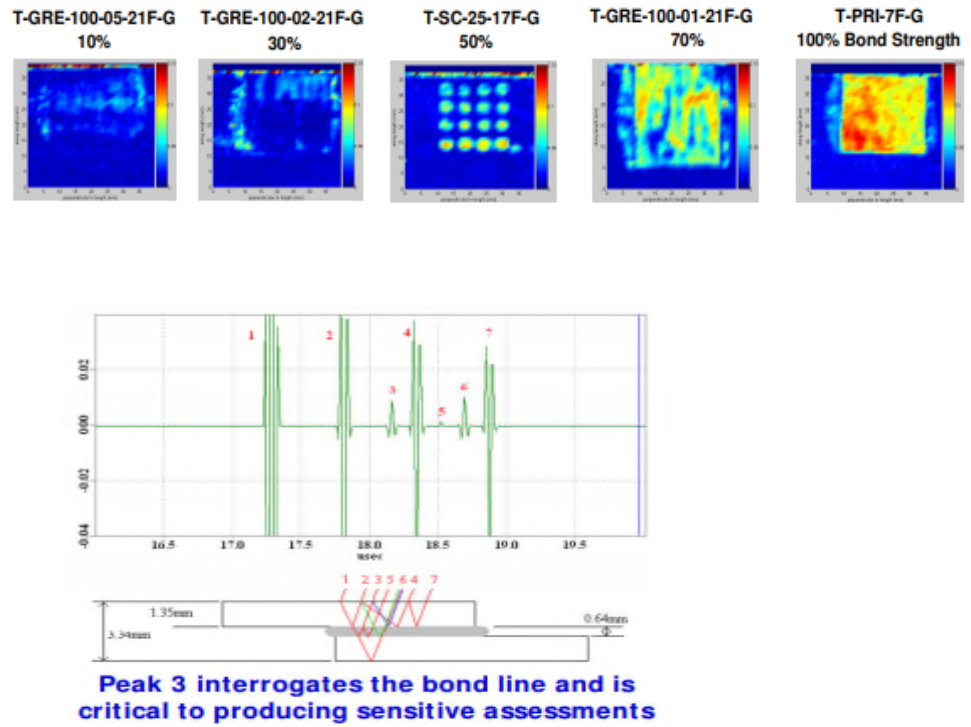 T-GRE-100-05-21F-G
10%
T-GRE-100-02-21F-G
30%
T-SC-25-17F-G
50%
T-GRE-100-01-21F-G
70%
T-PRI-7F-G
100% Bond Strength
1
2
3
4
5
6
7
0.02
0.00
-0.02
-0.04
16.5
17.0
17.5
18.0
18.5
19.0
19.5
usec
1 2 3 5 6 4 7
1.35mm
3.34mm
0.64mm
Peak 3 interrogates the bond line and is
critical to producing sensitive assessments